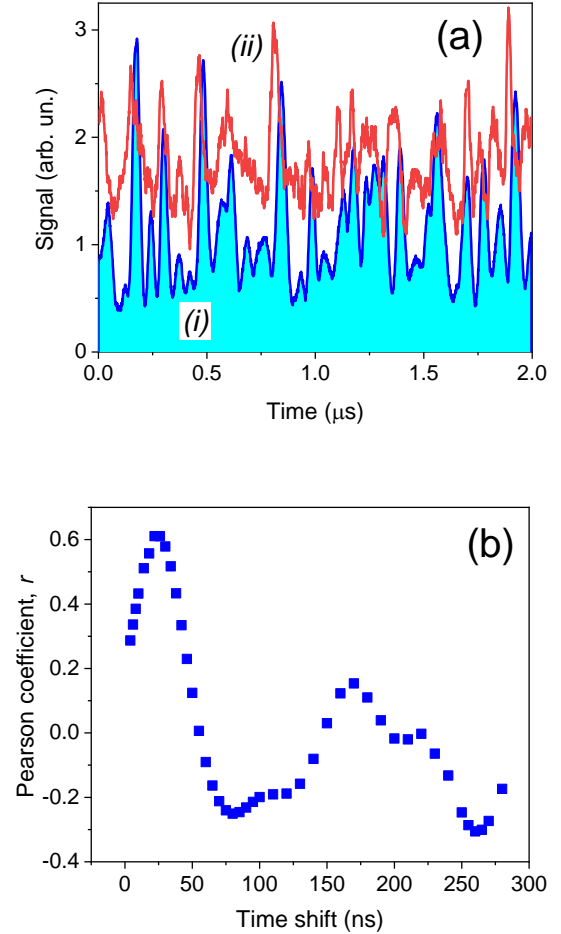 (a)
(ii)
3
2
1
0
Signal (arb. un.)
(i)
0.0 0.5 1.0 1.5 2.0
Time (μs)
(b)
0.6
0.4
0.2
0.0
-0.2
-0.4
Pearson coefficient, r
0 50 100 150 200 250 300
Time shift (ns)